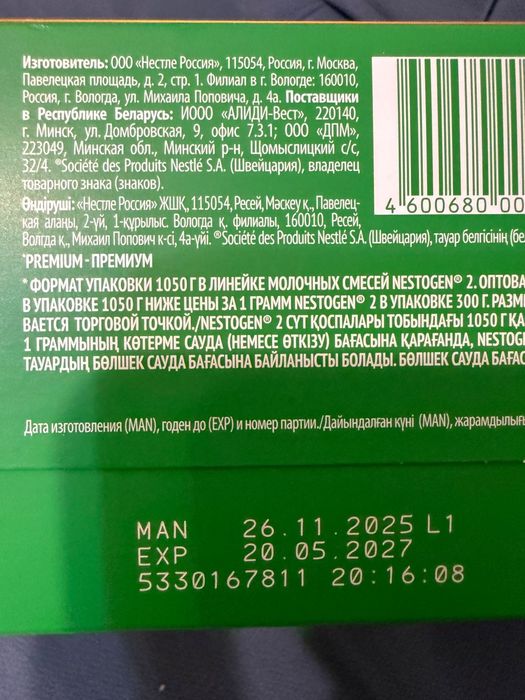 Изготовитель: ООО «Нестле Россия», 115054, Россия, г. Москва,
Павелецкая площадь, д. 2, стр. 1. Филиал в г. Вологде: 160010,
Россия, г. Вологда, ул. Михаила Поповича, д. 4а. Поставщики
в Республике Беларусь: ИООО «АЛИДИ-Вест», 220140,
г. Минск, ул. Домбровская, 9, офис 7.3.1; ООО «ДПМ»,
223049, Минская обл., Минский р-н, Щомыслицкий с/с,
32/4. ®Société des Produits Nestlé S.A. (Швейцария), владелец
товарного знака (знаков).
Өндіруші: «Нестле Россия» ЖШҚ, 115054, Ресей, Мәскеу қ., Павелец-
кая алаңы, 2-үй, 1-құрылыс. Вологда қ. филиалы, 160010, Ресей,
Волгда қ., Михаил Попович к-сі, 4а-үйі. ®Société des Produits Nestlé S.A. (Швейцария), тауар белгісінің (бе
4 600680 00
*PREMIUM - ПРЕМИУМ
* ФОРМАТ УПАКОВКИ 1050 Г В ЛИНЕЙКЕ МОЛОЧНЫХ СМЕСЕЙ NESTOGEN® 2. ОПТОВА
В УПАКОВКЕ 1050 Г НИЖЕ ЦЕНЫ ЗА 1 ГРАММ NESTOGEN® 2 В УПАКОВКЕ 300 Г. РАЗМ
ВАЕТСЯ ТОРГОВОЙ ТОЧКОЙ./NESTOGEN® 2 СҮТ ҚОСПАЛАРЫ ТОБЫНДАҒЫ 1050 Г ҚА
1 ГРАММЫНЫҢ КӨТЕРМЕ САУДА (НЕМЕСЕ ӨТКІЗУ) БАҒАСЫНА ҚАРАҒАНДА, NESTOGE
ТАУАРДЫҢ БӨЛШЕК САУДА БАҒАСЫНА БАЙЛАНЫСТЫ БОЛАДЫ. БӨЛШЕК САУДА БАҒАС
Дата изготовления (MAN), годен до (EXP) и номер партии./Дайындалған күні (MAN), жарамдылығ
MAN 26.11.2025 L1
EXP 20.05.2027
5330167811 20:16:08